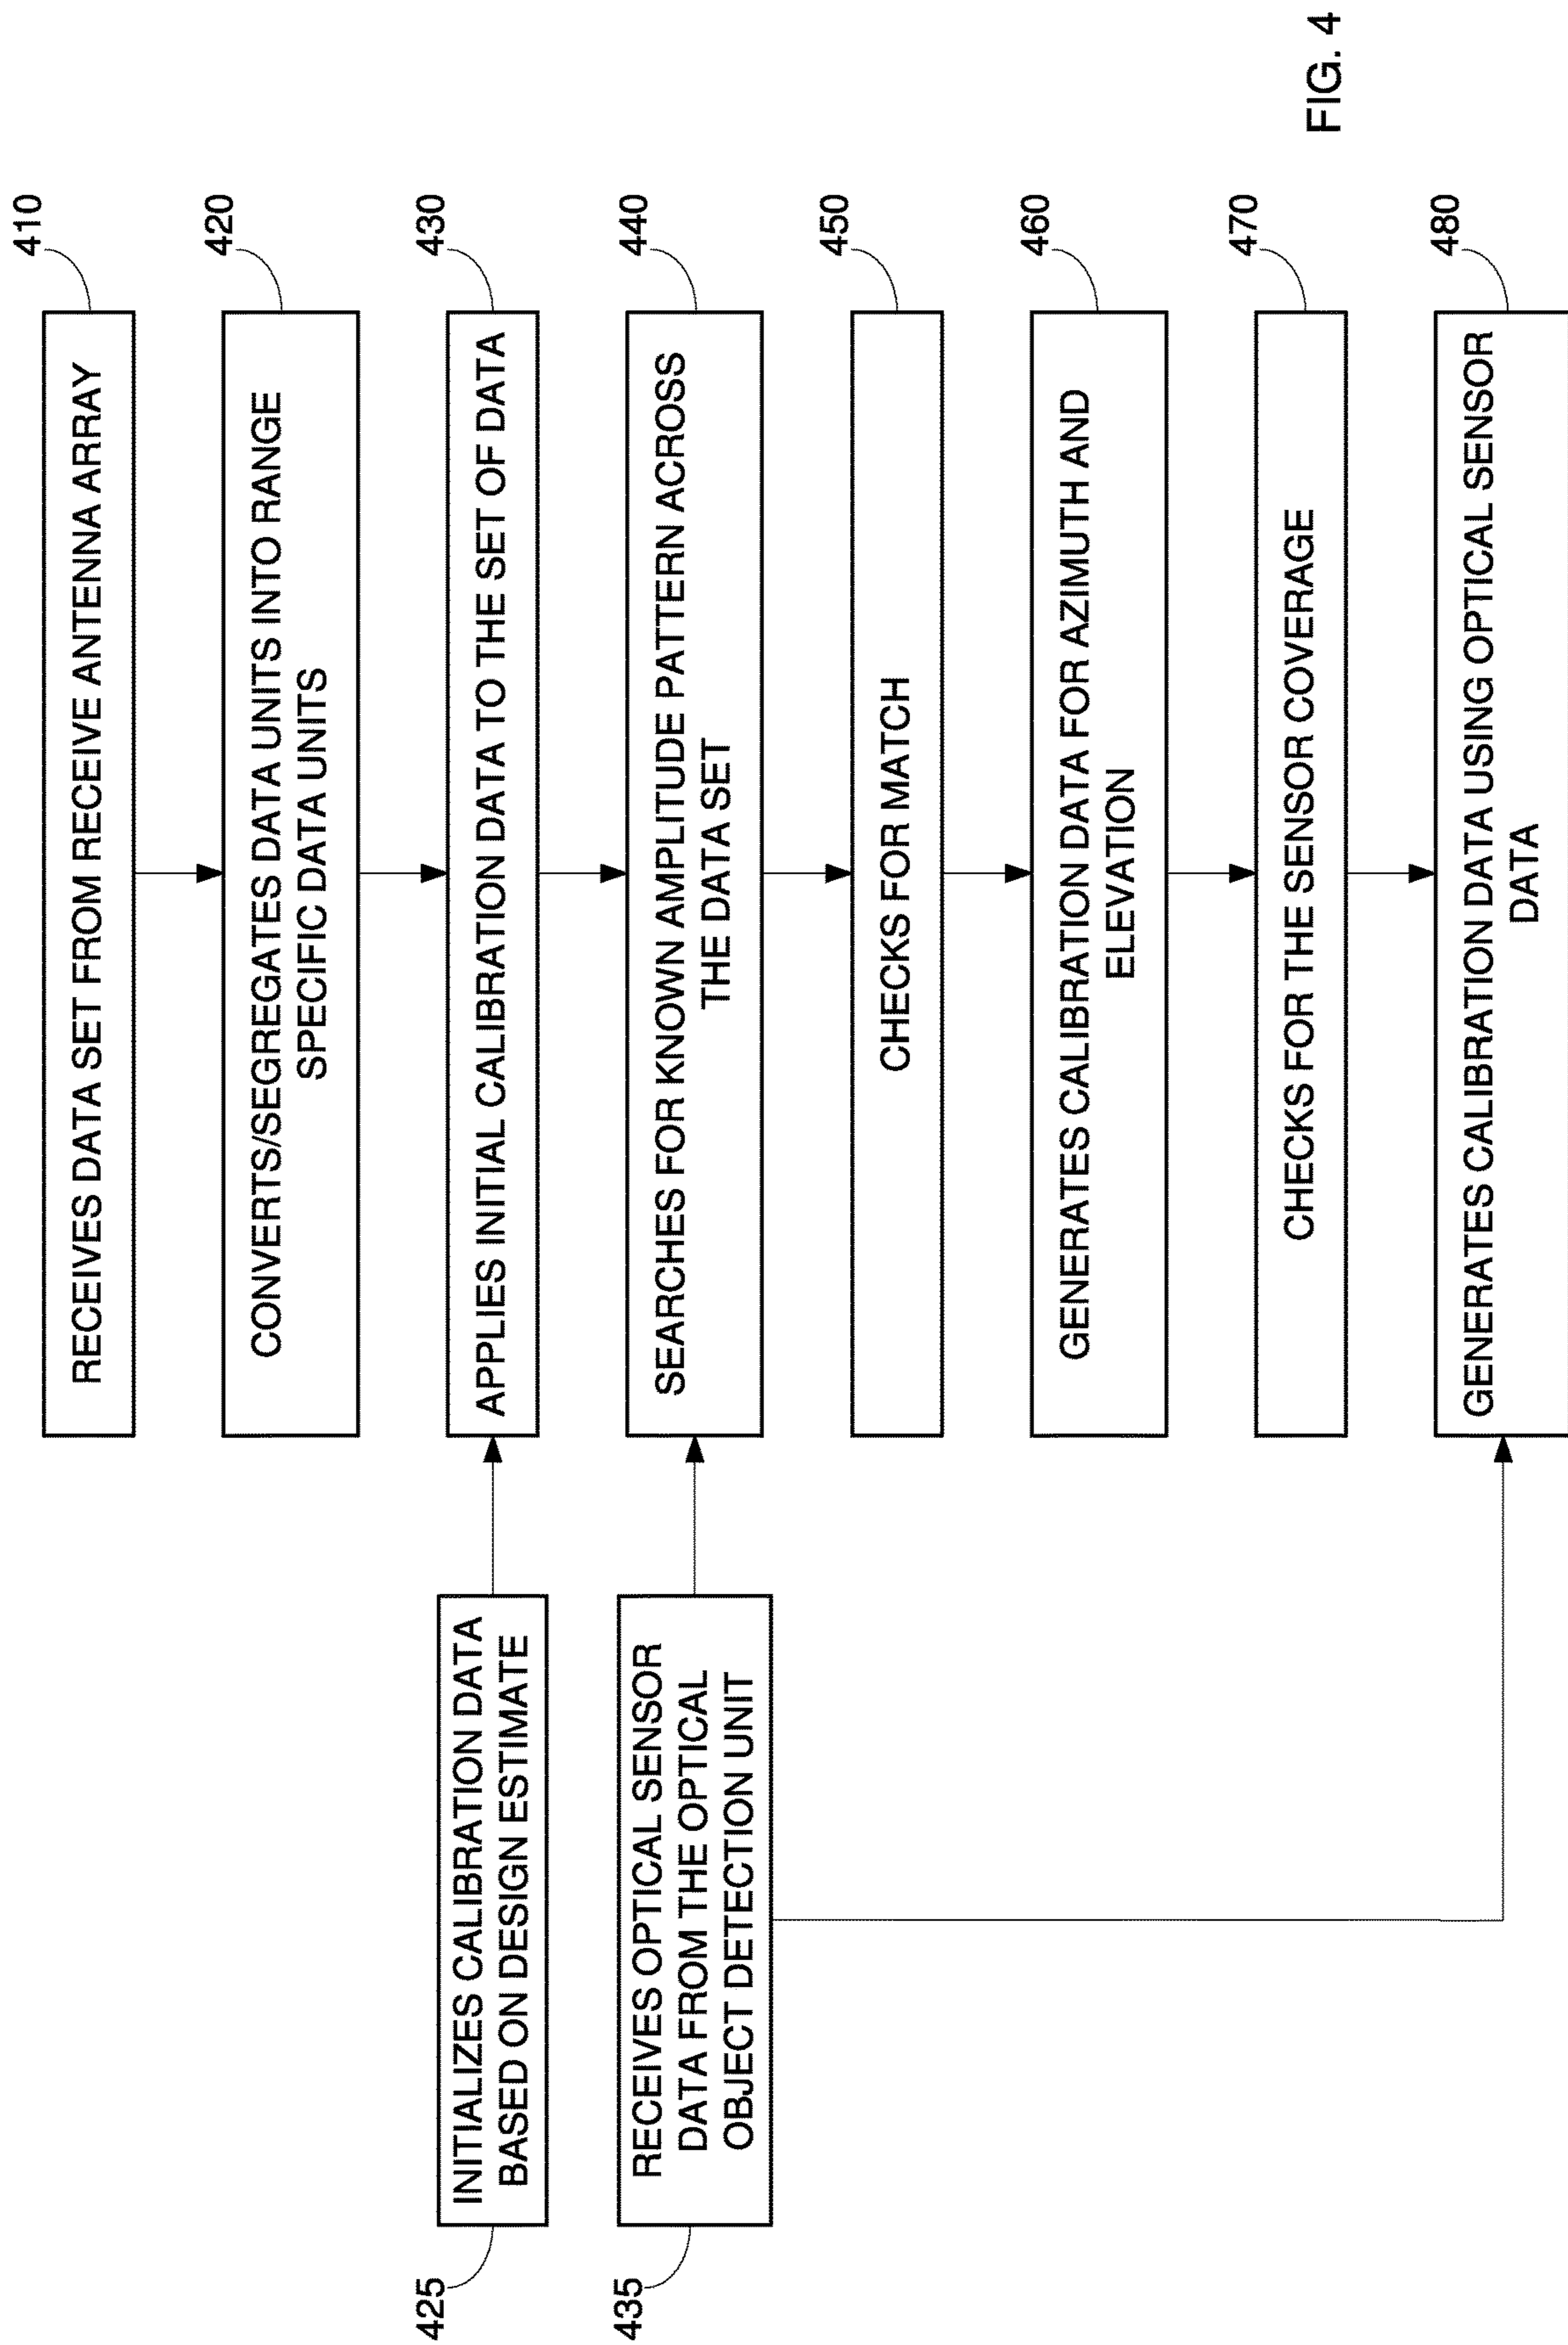 410
RECEIVES DATA SET FROM RECEIVE ANTENNA ARRAY
420
CONVERTS/SEGREGATES DATA UNITS INTO RANGE
SPECIFIC DATA UNITS
425
INITIALIZES CALIBRATION DATA
BASED ON DESIGN ESTIMATE
430
APPLIES INITIAL CALIBRATION DATA TO THE SET OF DATA
435
RECEIVES OPTICAL SENSOR
DATA FROM THE OPTICAL
OBJECT DETECTION UNIT
440
SEARCHES FOR KNOWN AMPLITUDE PATTERN ACROSS
THE DATA SET
450
CHECKS FOR MATCH
460
GENERATES CALIBRATION DATA FOR AZIMUTH AND
ELEVATION
470
CHECKS FOR THE SENSOR COVERAGE
480
GENERATES CALIBRATION DATA USING OPTICAL SENSOR
DATA
FIG. 4